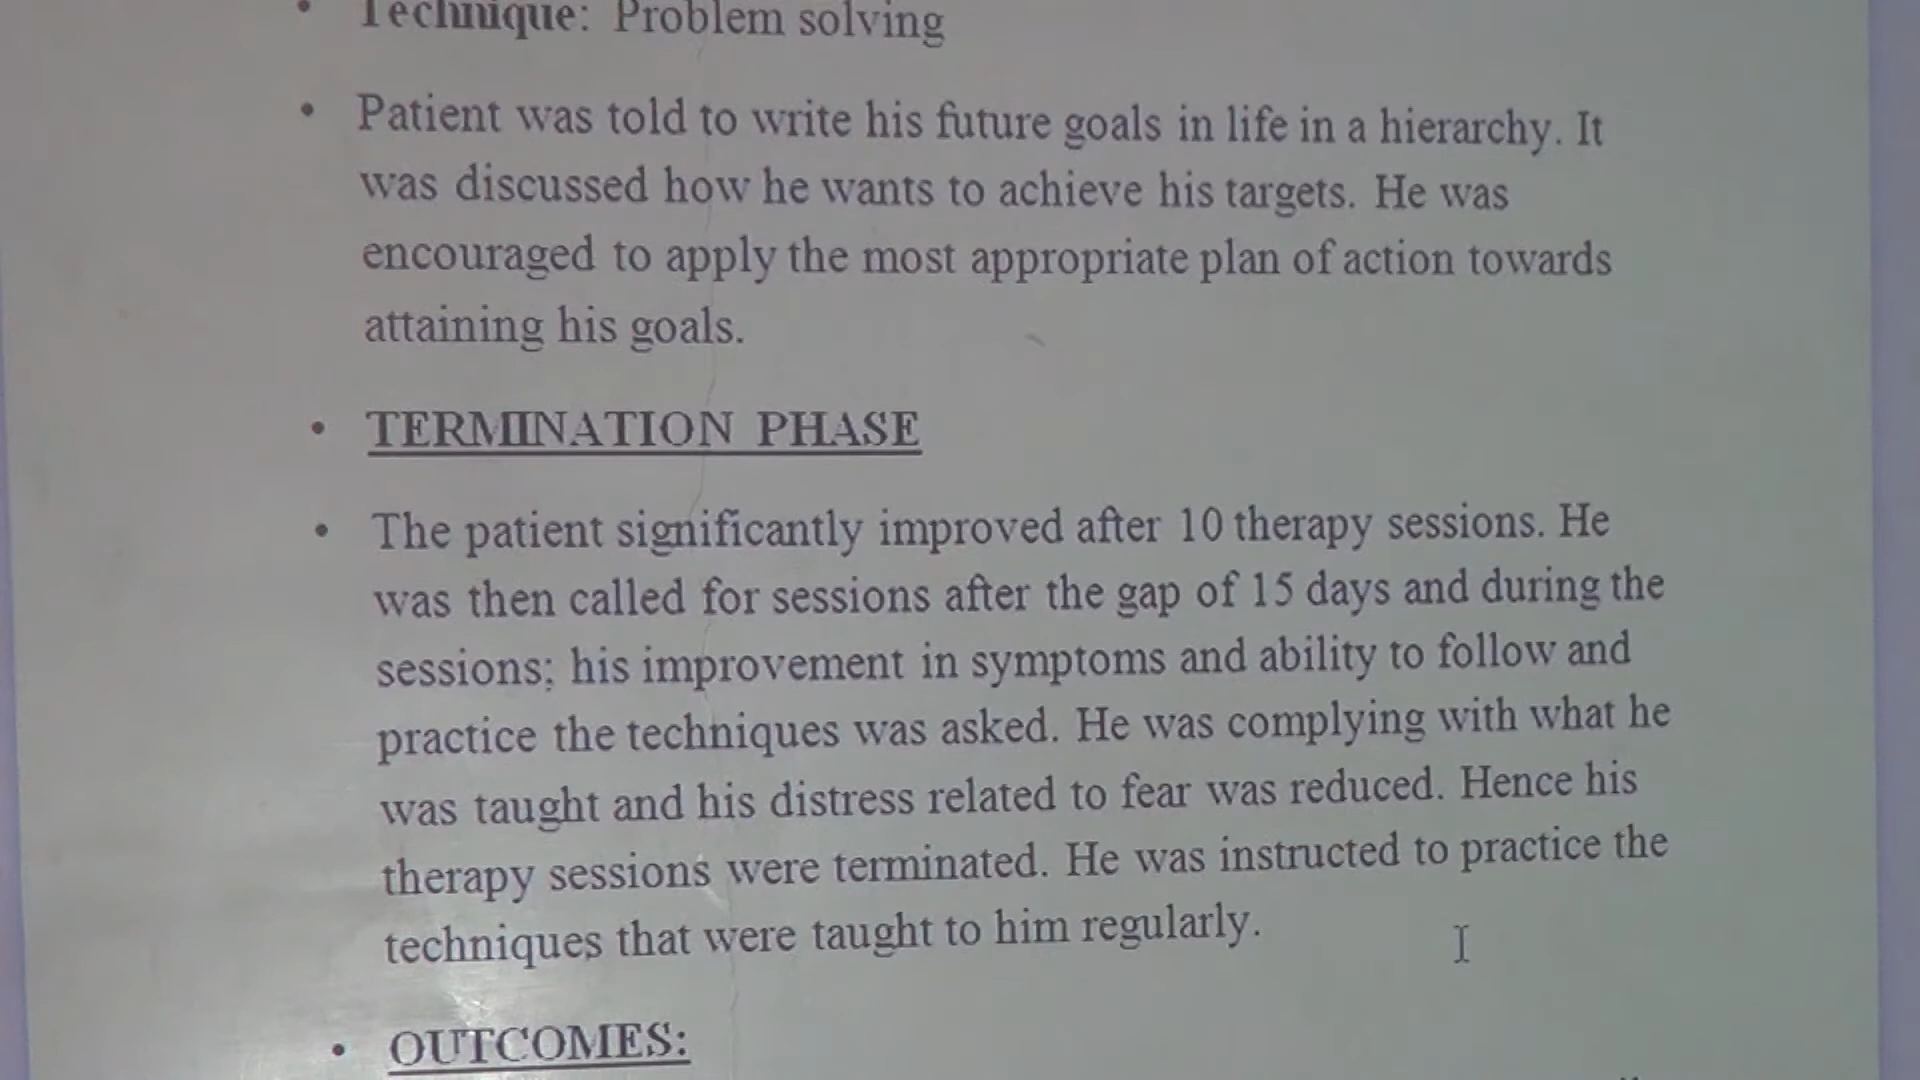 • Technique: Problem solving
• Patient was told to write his future goals in life in a hierarchy. It
was discussed how he wants to achieve his targets. He was
encouraged to apply the most appropriate plan of action towards
attaining his goals.
• TERMINATION PHASE
• The patient significantly improved after 10 therapy sessions. He
was then called for sessions after the gap of 15 days and during the
sessions; his improvement in symptoms and ability to follow and
practice the techniques was asked. He was complying with what he
was taught and his distress related to fear was reduced. Hence his
therapy sessions were terminated. He was instructed to practice the
techniques that were taught to him regularly.
• OUTCOMES: